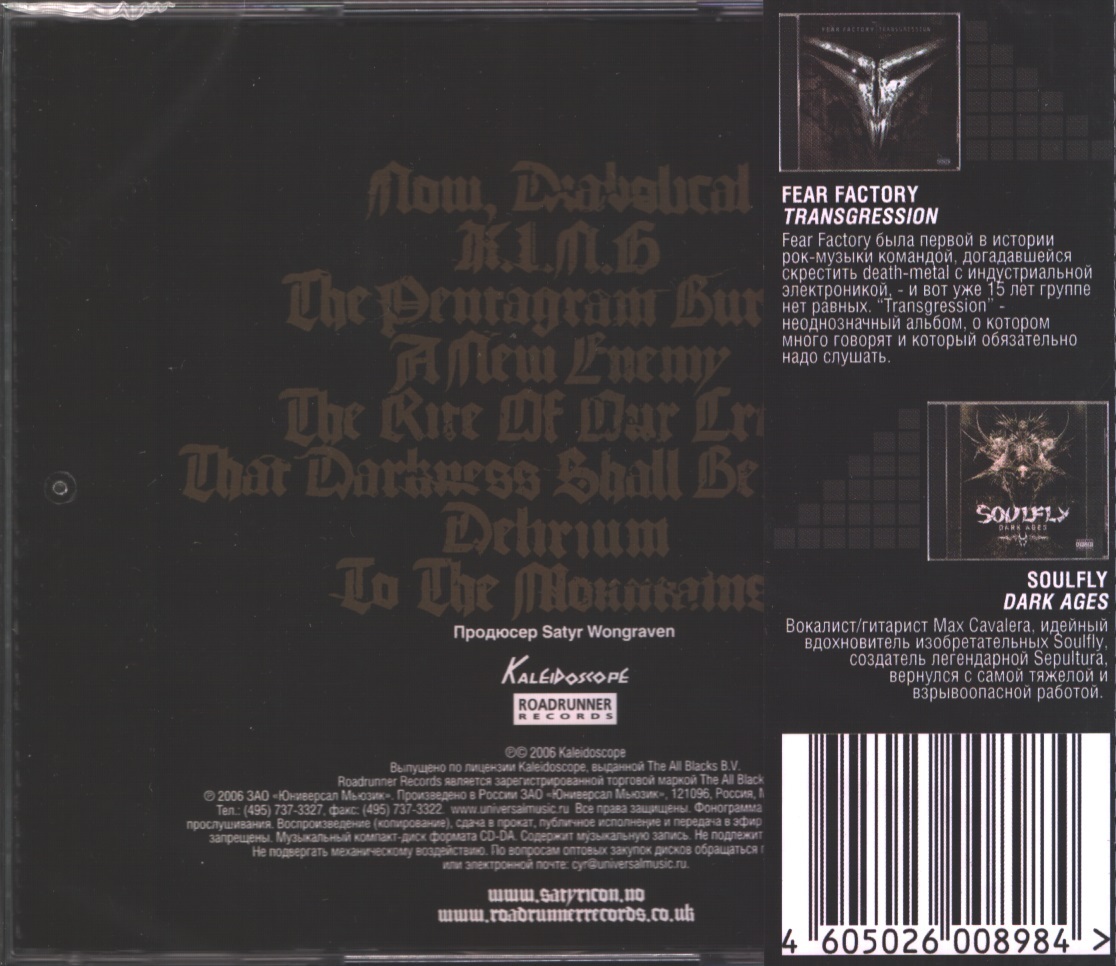 Now, Diabolical
K.I.N.G
The Pentagram Bur
A New Enemy
The Rite Of Our Cr
That Darkness Shall Be
Delirium
To The Mountains
Продюсер Satyr Wongraven
KALEIDOSCOPE
ROADRUNNER
RECORDS
℗© 2006 Kaleidoscope
Выпущено по лицензии Kaleidoscope, выданной The All Blacks B.V.
Roadrunner Records является зарегистрированной торговой маркой The All Black
℗ 2006 ЗАО «Юниверсал Мьюзик». Произведено в России ЗАО «Юниверсал Мьюзик», 121096, Россия,
Тел.: (495) 737-3327, факс: (495) 737-3322. www.universalmusic.ru Все права защищены. Фонограмма
прослушивания. Воспроизведение (копирование), сдача в прокат, публичное исполнение и передача в эфир
запрещены. Музыкальный компакт-диск формата CD-DA. Содержит музыкальную запись. Не подлежит
Не подвергать механическому воздействию. По вопросам оптовых закупок дисков обращаться
или электронной почте: cyr@universalmusic.ru.
www.satyricon.no
www.roadrunnerrecords.co.uk
FEAR FACTORY TRANSGRESSION
FEAR FACTORY
TRANSGRESSION
Fear Factory была первой в истории
рок-музыки командой, догадавшейся
скрестить death-metal с индустриальной
электроникой, - и вот уже 15 лет группе
нет равных. "Transgression" -
неоднозначный альбом, о котором
много говорят и который обязательно
надо слушать.
SOULFLY
DARK AGES
SOULFLY
DARK AGES
Вокалист/гитарист Max Cavalera, идейный
вдохновитель изобретательных Soulfly,
создатель легендарной Sepultura,
вернулся с самой тяжелой и
взрывоопасной работой.
4 605026 008984 >